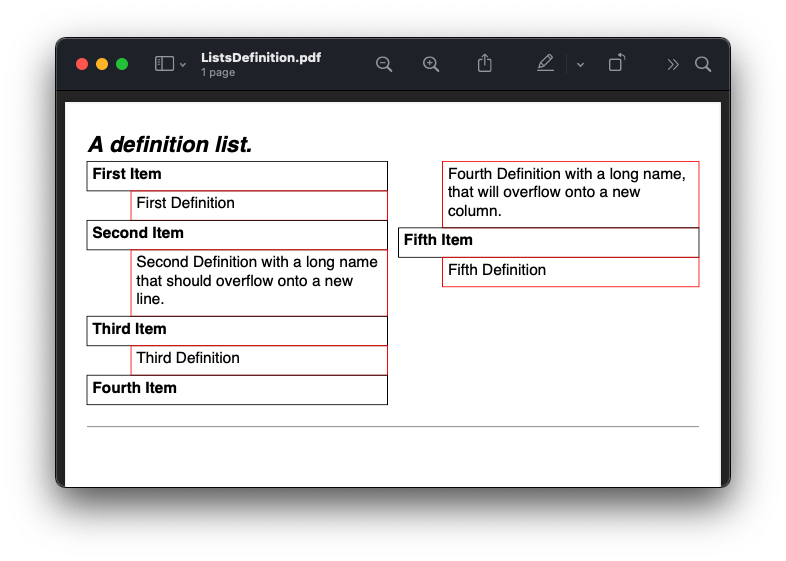 ListsDefinition.pdf
1 page
A definition list.
First Item
First Definition
Second Item
Second Definition with a long name
that should overflow onto a new
line.
Third Item
Third Definition
Fourth Item
Fourth Definition with a long name,
that will overflow onto a new
column.
Fifth Item
Fifth Definition